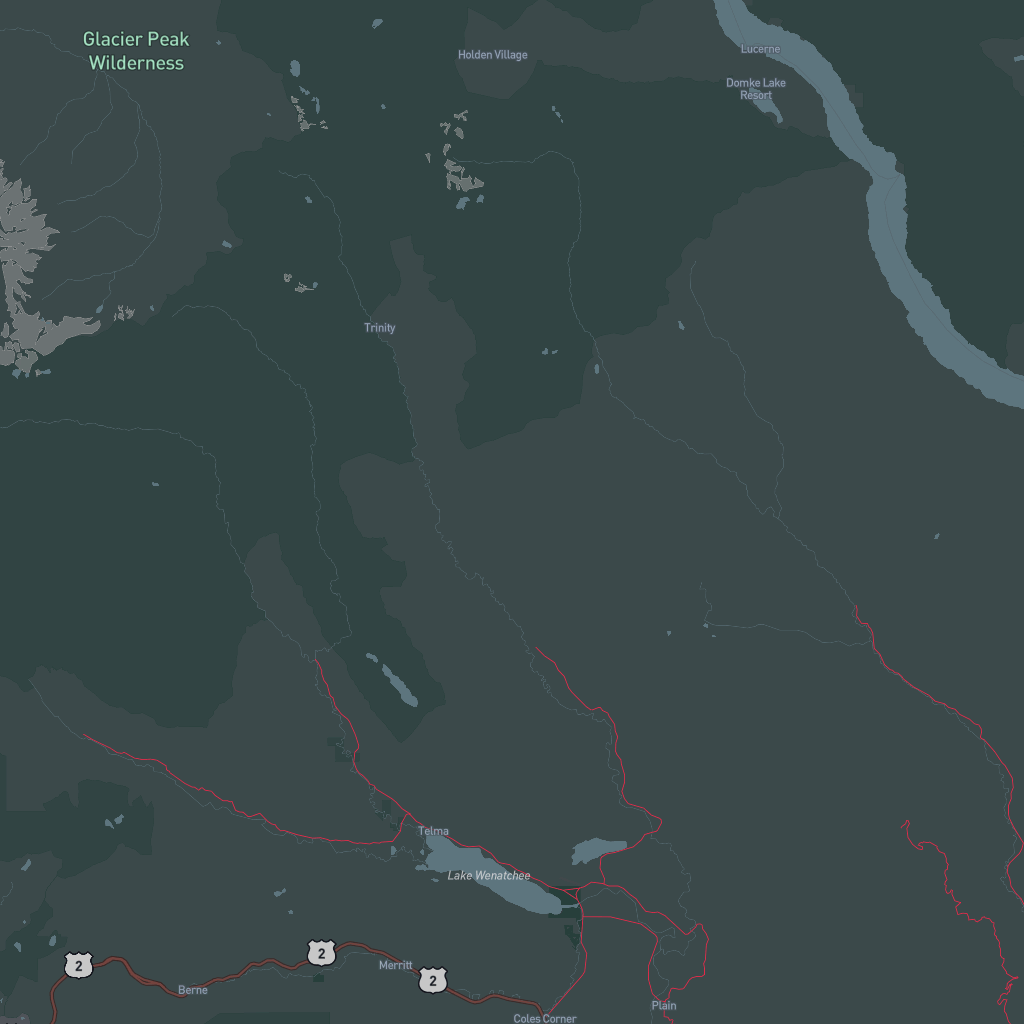 Glacier Peak
Wilderness
Holden Village
Lucerne
Domke Lake
Resort
Trinity
Telma
Lake Wenatchee
2
2
2
Merritt
Berne
Plain
Coles Corner